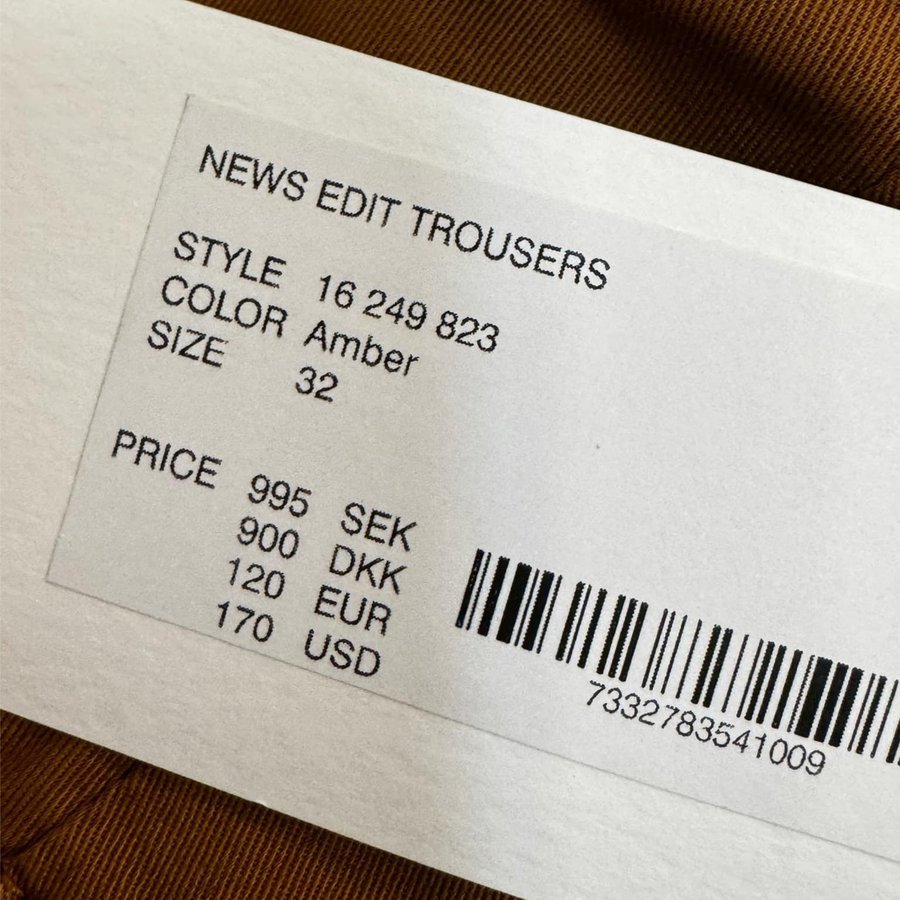 NEWS EDIT TROUSERS
STYLE 16 249 823
COLOR Amber
SIZE 32
PRICE 995 SEK
900 DKK
120 EUR
170 USD
7332783541009